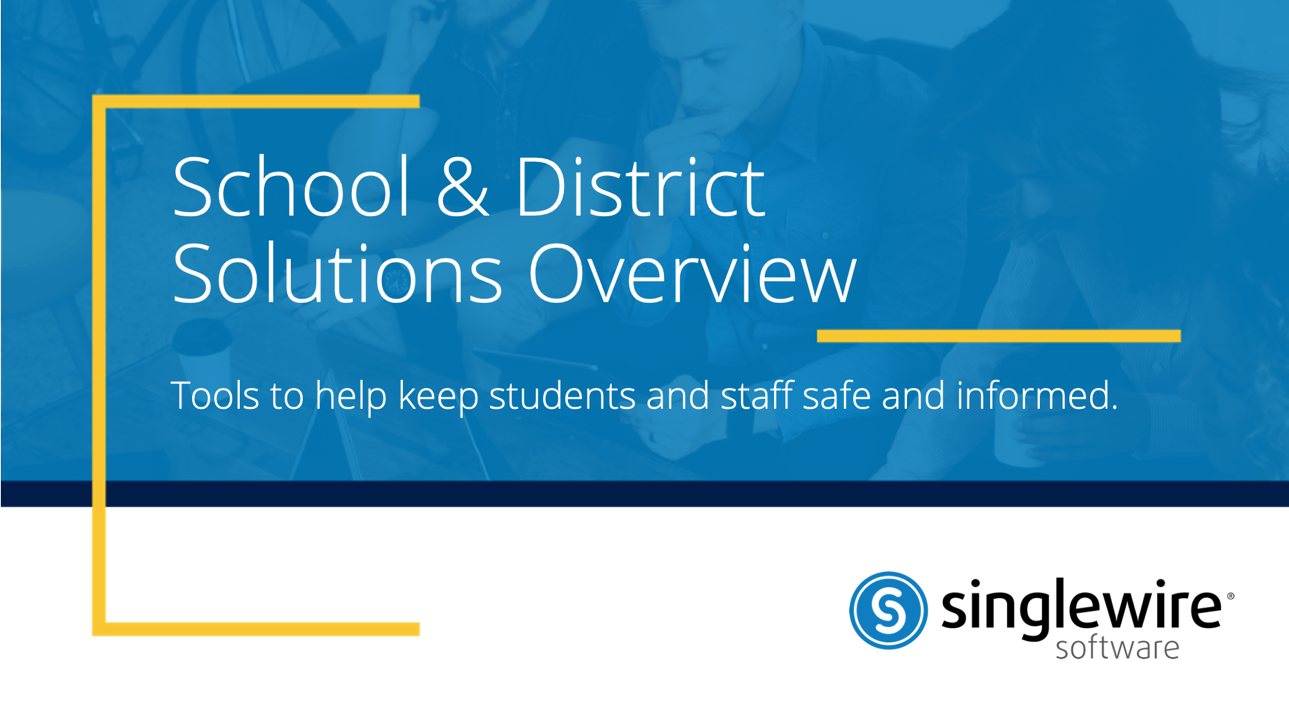 School & District
Solutions Overview
Tools to help keep students and staff safe and informed.
singlewire®
software